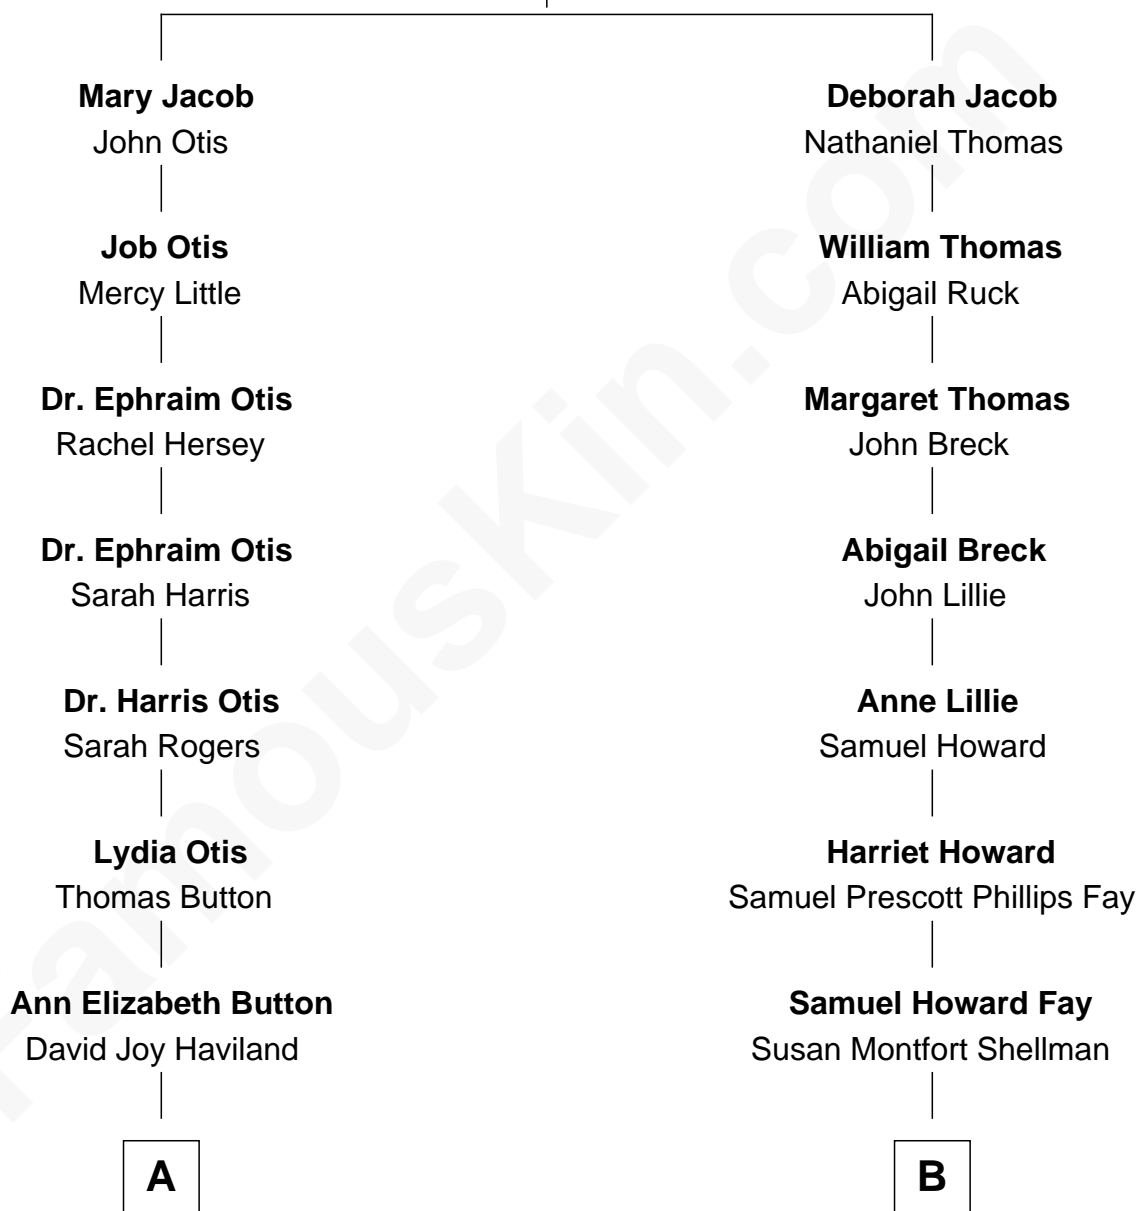 Mary Jacob
John Otis
Job Otis
Mercy Little
Dr. Ephraim Otis
Rachel Hersey
Dr. Ephraim Otis
Sarah Harris
Dr. Harris Otis
Sarah Rogers
Lydia Otis
Thomas Button
Ann Elizabeth Button
David Joy Haviland
A
Deborah Jacob
Nathaniel Thomas
William Thomas
Abigail Ruck
Margaret Thomas
John Breck
Abigail Breck
John Lillie
Anne Lillie
Samuel Howard
Harriet Howard
Samuel Prescott Phillips Fay
Samuel Howard Fay
Susan Montfort Shellman
B
FamousKin.com